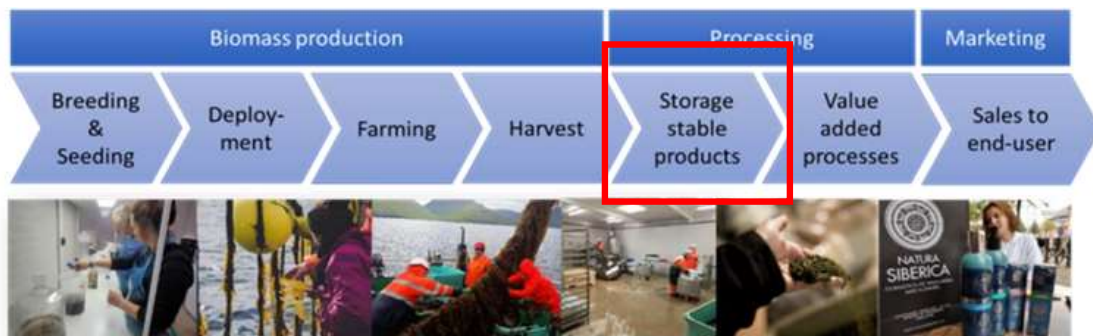 Biomass production
Processing
Marketing
Breeding
&
Seeding
Deploy-
ment
Farming
Harvest
Storage
stable
products
Value
added
processes
Sales to
end-user
NATURA
SIBERICA